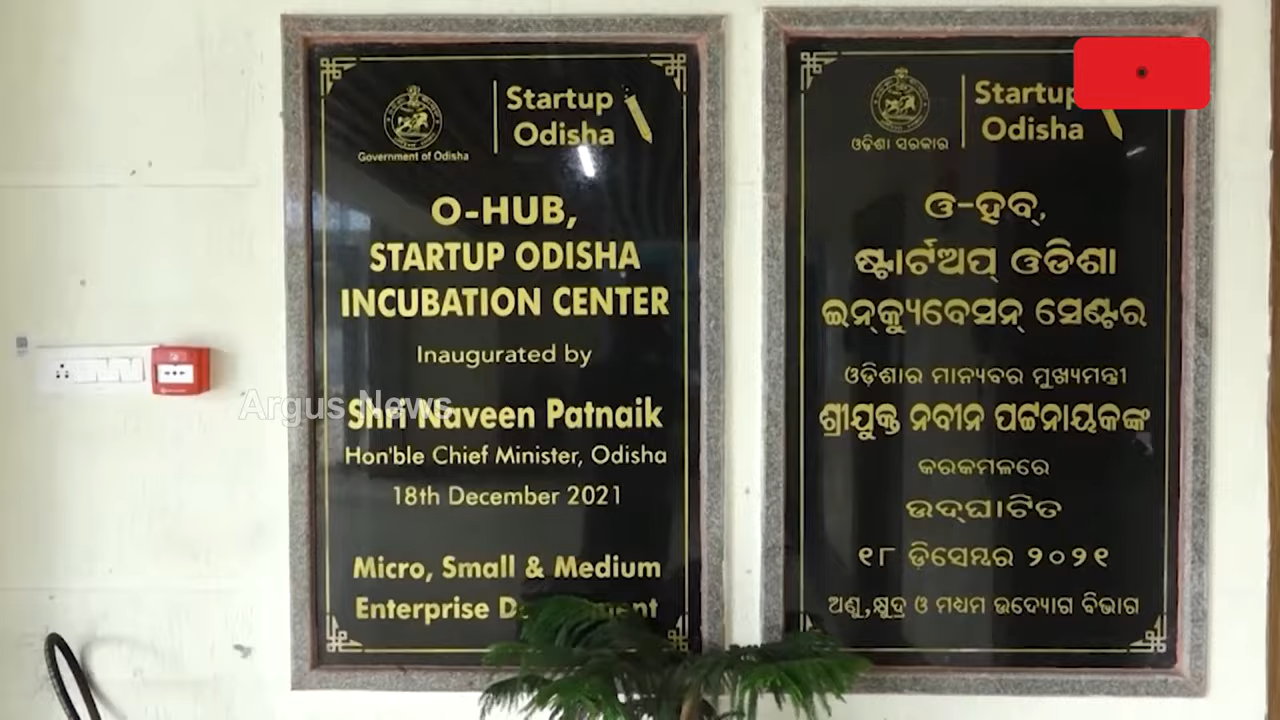 Startup
Odisha
Government of Odisha
O-HUB,
STARTUP ODISHA
INCUBATION CENTER
Inaugurated by
Shri Naveen Patnaik
Hon'ble Chief Minister, Odisha
18th December 2021
Micro, Small & Medium
Enterprise
Argus News
Startup
Odisha
ଓଡ଼ିଶା ସରକାର
ଓ-ହବ୍,
ଷ୍ଟାର୍ଟଅପ୍ ଓଡିଶା
ଇନ୍‌କ୍ୟୁବେସନ୍ ସେଣ୍ଟର
ଓଡ଼ିଶାର ମାନ୍ୟବର ମୁଖ୍ୟମନ୍ତ୍ରୀ
ଶ୍ରୀଯୁକ୍ତ ନବୀନ ପଟ୍ଟନାୟକଙ୍କ
କରକମଳରେ
ଉଦ୍‌ଘାଟିତ
୧୮ ଡ଼ିସେମ୍ବର ୨୦୨୧
ଅଣୁ,କ୍ଷୁଦ୍ର ଓ ମଧ୍ୟମ ଉଦ୍ୟୋଗ ବିଭାଗ